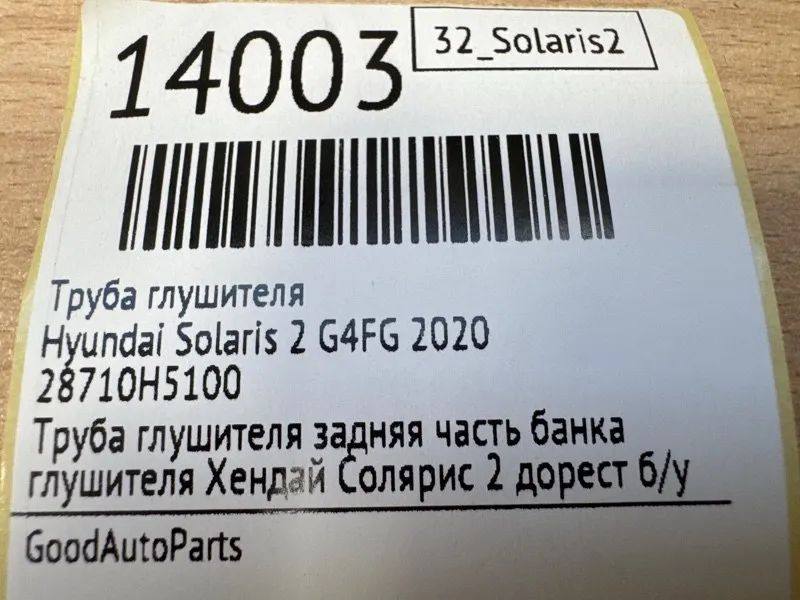 14003
32_Solaris2
Труба глушителя
Hyundai Solaris 2 G4FG 2020
28710H5100
Труба глушителя задняя часть банка
глушителя Хендай Солярис 2 дорест б/у
GoodAutoParts